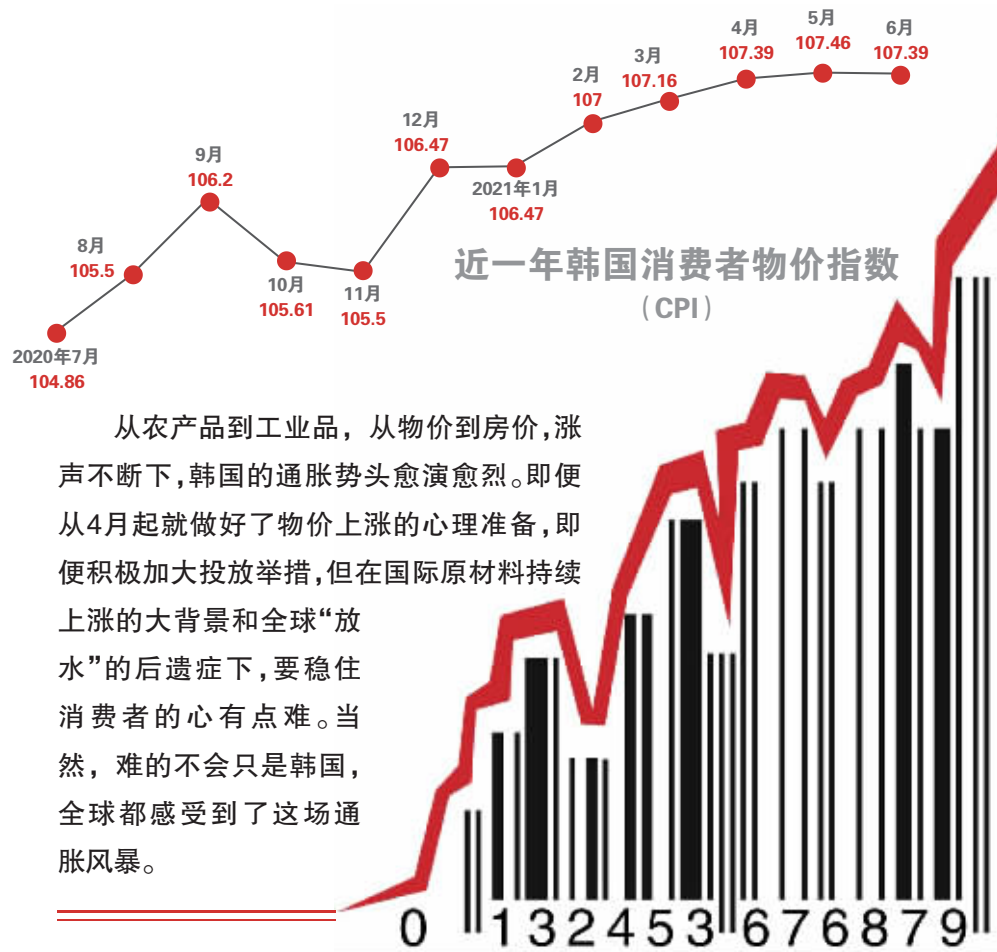 2020年7月
104.86
8月
105.5
9月
106.2
10月
105.61
11月
105.5
12月
106.47
2021年1月
106.47
2月
107
3月
107.16
4月
107.39
5月
107.46
6月
107.39
近一年韩国消费者物价指数
（CPI）
从农产品到工业品，从物价到房价，涨
声不断下，韩国的通胀势头愈演愈烈。即便
从4月起就做好了物价上涨的心理准备，即
便积极加大投放举措，但在国际原材料持续
上涨的大背景和全球“放
水”的后遗症下，要稳住
消费者的心有点难。当
然，难的不会只是韩国，
全球都感受到了这场通
胀风暴。
0 132453 676879